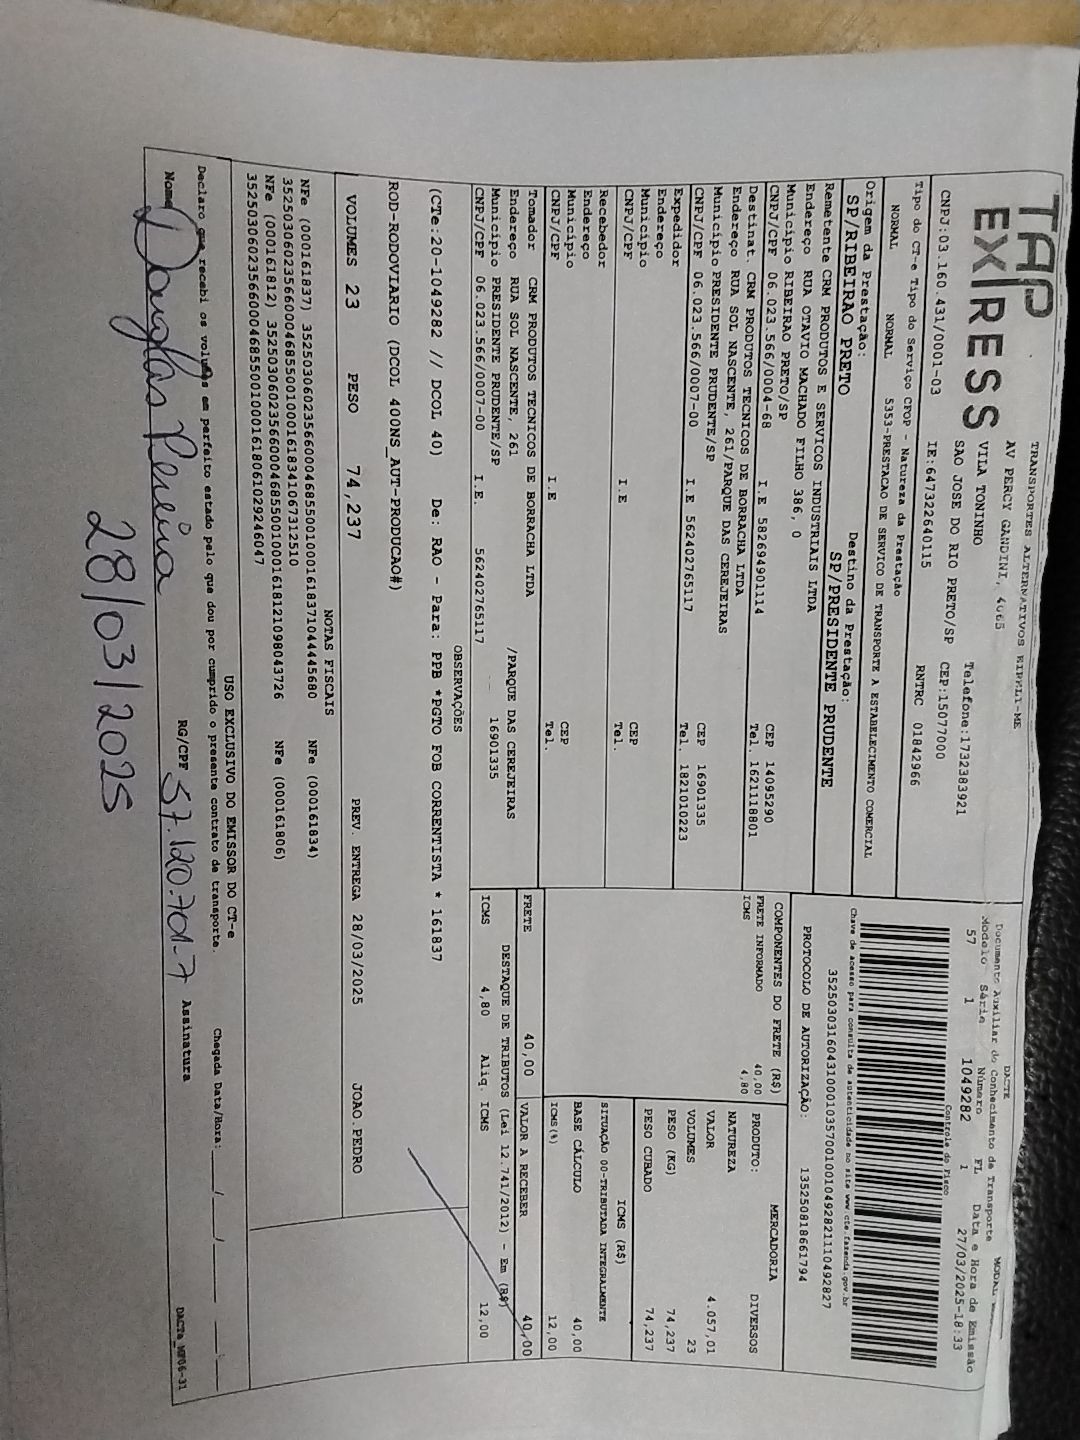 TAP
EXPRESS
TRANSPORTES ALTERNATIVOS
AV PERCY GANDINI, 4065
VILA TONINHO
SAO JOSE DO RIO PRETO/SP
Telefone:1732383921
CEP:15077000
CNPJ:03.160.431/0001-03 IE:647322640115 RNTRC 01842966
Tipo do CT-e Tipo do Serviço CFOP - Natureza da Prestação
NORMAL NORMAL 5353-PRESTACAO DE SERVICO DE TRANSPORTE A ESTABELECIMENTO COMERCIAL
Origem da Prestação: Destino da Prestação:
SP/RIBEIRAO PRETO SP/PRESIDENTE PRUDENTE
Remetente CRM PRODUTOS E SERVICOS INDUSTRIAIS LTDA
Endereço RUA OTAVIO MACHADO FILHO 386, 0
Municipio RIBEIRAO PRETO/SP CEP 14095290
CNPJ/CPF 06.023.566/0004-68 I.E 582694901114 Tel. 1621118801
Destinat. CRM PRODUTOS TECNICOS DE BORRACHA LTDA
Endereço RUA SOL NASCENTE, 261/PARQUE DAS CEREJEIRAS
Municipio PRESIDENTE PRUDENTE/SP CEP 16901335
CNPJ/CPF 06.023.566/0007-00 I.E 562402765117 Tel. 1821010223
Expedidor
Endereço
Municipio CEP
CNPJ/CPF I.E Tel.
Recebedor
Endereço
Municipio CEP
CNPJ/CPF I.E Tel.
Tomador CRM PRODUTOS TECNICOS DE BORRACHA LTDA
Endereço RUA SOL NASCENTE, 261 /PARQUE DAS CEREJEIRAS
Municipio PRESIDENTE PRUDENTE/SP 16901335
CNPJ/CPF 06.023.566/0007-00 I.E. 562402765117
DACTE
Documento Auxiliar do Conhecimento de Transporte
Modelo Série Número FL Data e Hora de Emissão
57 1 1049282 1 27/03/2025-18:33
Controle do Fisco
Chave de acesso para consulta de autenticidade no site www.cte.fazenda.gov.br
PROTOCOLO DE AUTORIZAÇÃO: 135250818661794
COMPONENTES DO FRETE (R$)
FRETE INFORMADO 40,00
ICMS 4,80
MERCADORIA
PRODUTO: DIVERSOS
NATUREZA
VALOR 4.057,01
VOLUMES 23
PESO (KG) 74,237
PESO CUBADO 74,237
ICMS (R$)
SITUAÇÃO 00-TRIBUTADA INTEGRALMENTE
BASE CÁLCULO 40,00
ICMS(%) 12,00
FRETE 40,00 VALOR A RECEBER 40,00
DESTAQUE DE TRIBUTOS (Lei 12.741/2012) - Em (R$)
ICMS 4,80 Aliq. ICMS 12,00
OBSERVAÇÕES
(CTe:20-1049282 // DCOL 40) De: RAO - Para: PPB *PGTO FOB CORRENTISTA * 161837
ROD-RODOVIARIO (DCOL 400NS_AUT-PRODUCAO#)
VOLUMES 23 PESO 74,237 PREV. ENTREGA 28/03/2025 JOAO.PEDRO
NOTAS FISCAIS
NFe (000161837) NFe (000161834)
NFe (000161812) NFe (000161806)
USO EXCLUSIVO DO EMISSOR DO CT-e
Declaro que recebi os volumes em perfeito estado pelo que dou por cumprido o presente contrato de transporte. Chegada Data/Hora: / /
Nome Douglas Pereira RG/CPF 57.120.701-7 Assinatura
DACTe_MF06-31
28/03/2025